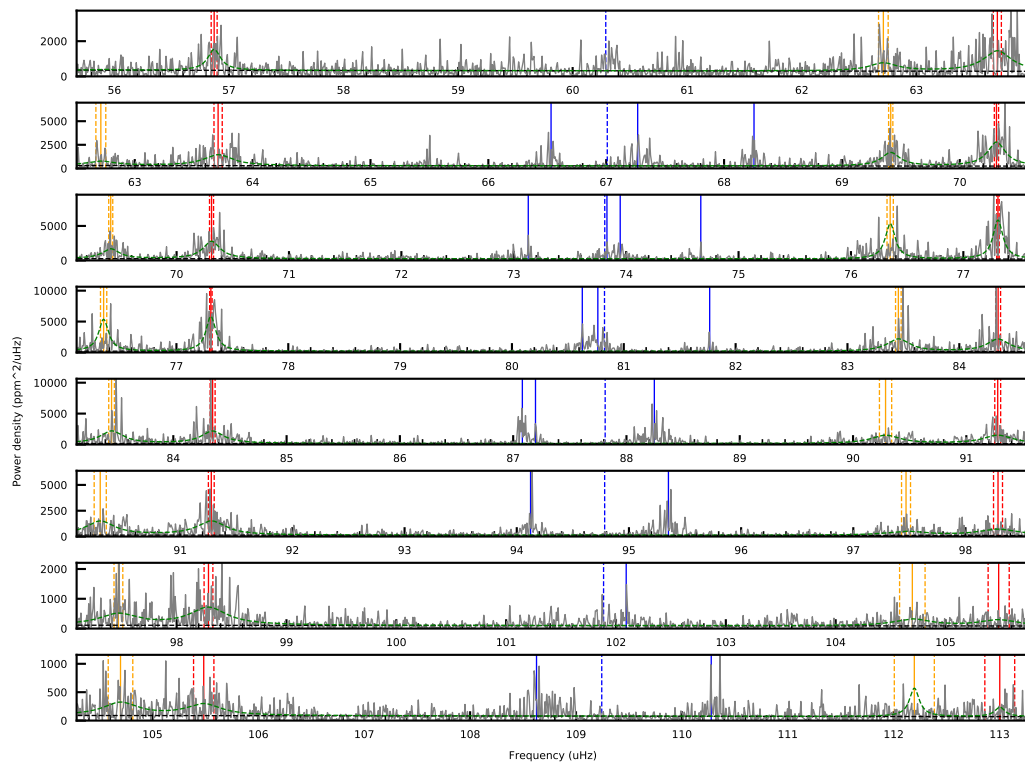 2000
0
56 57 58 59 60 61 62 63
5000
2500
0
63 64 65 66 67 68 69 70
5000
0
70 71 72 73 74 75 76 77
10000
5000
0
77 78 79 80 81 82 83 84
10000
5000
0
84 85 86 87 88 89 90 91
Power density (ppm^2/uHz)
5000
2500
0
91 92 93 94 95 96 97 98
2000
1000
0
98 99 100 101 102 103 104 105
1000
500
0
105 106 107 108 109 110 111 112 113
Frequency (uHz)